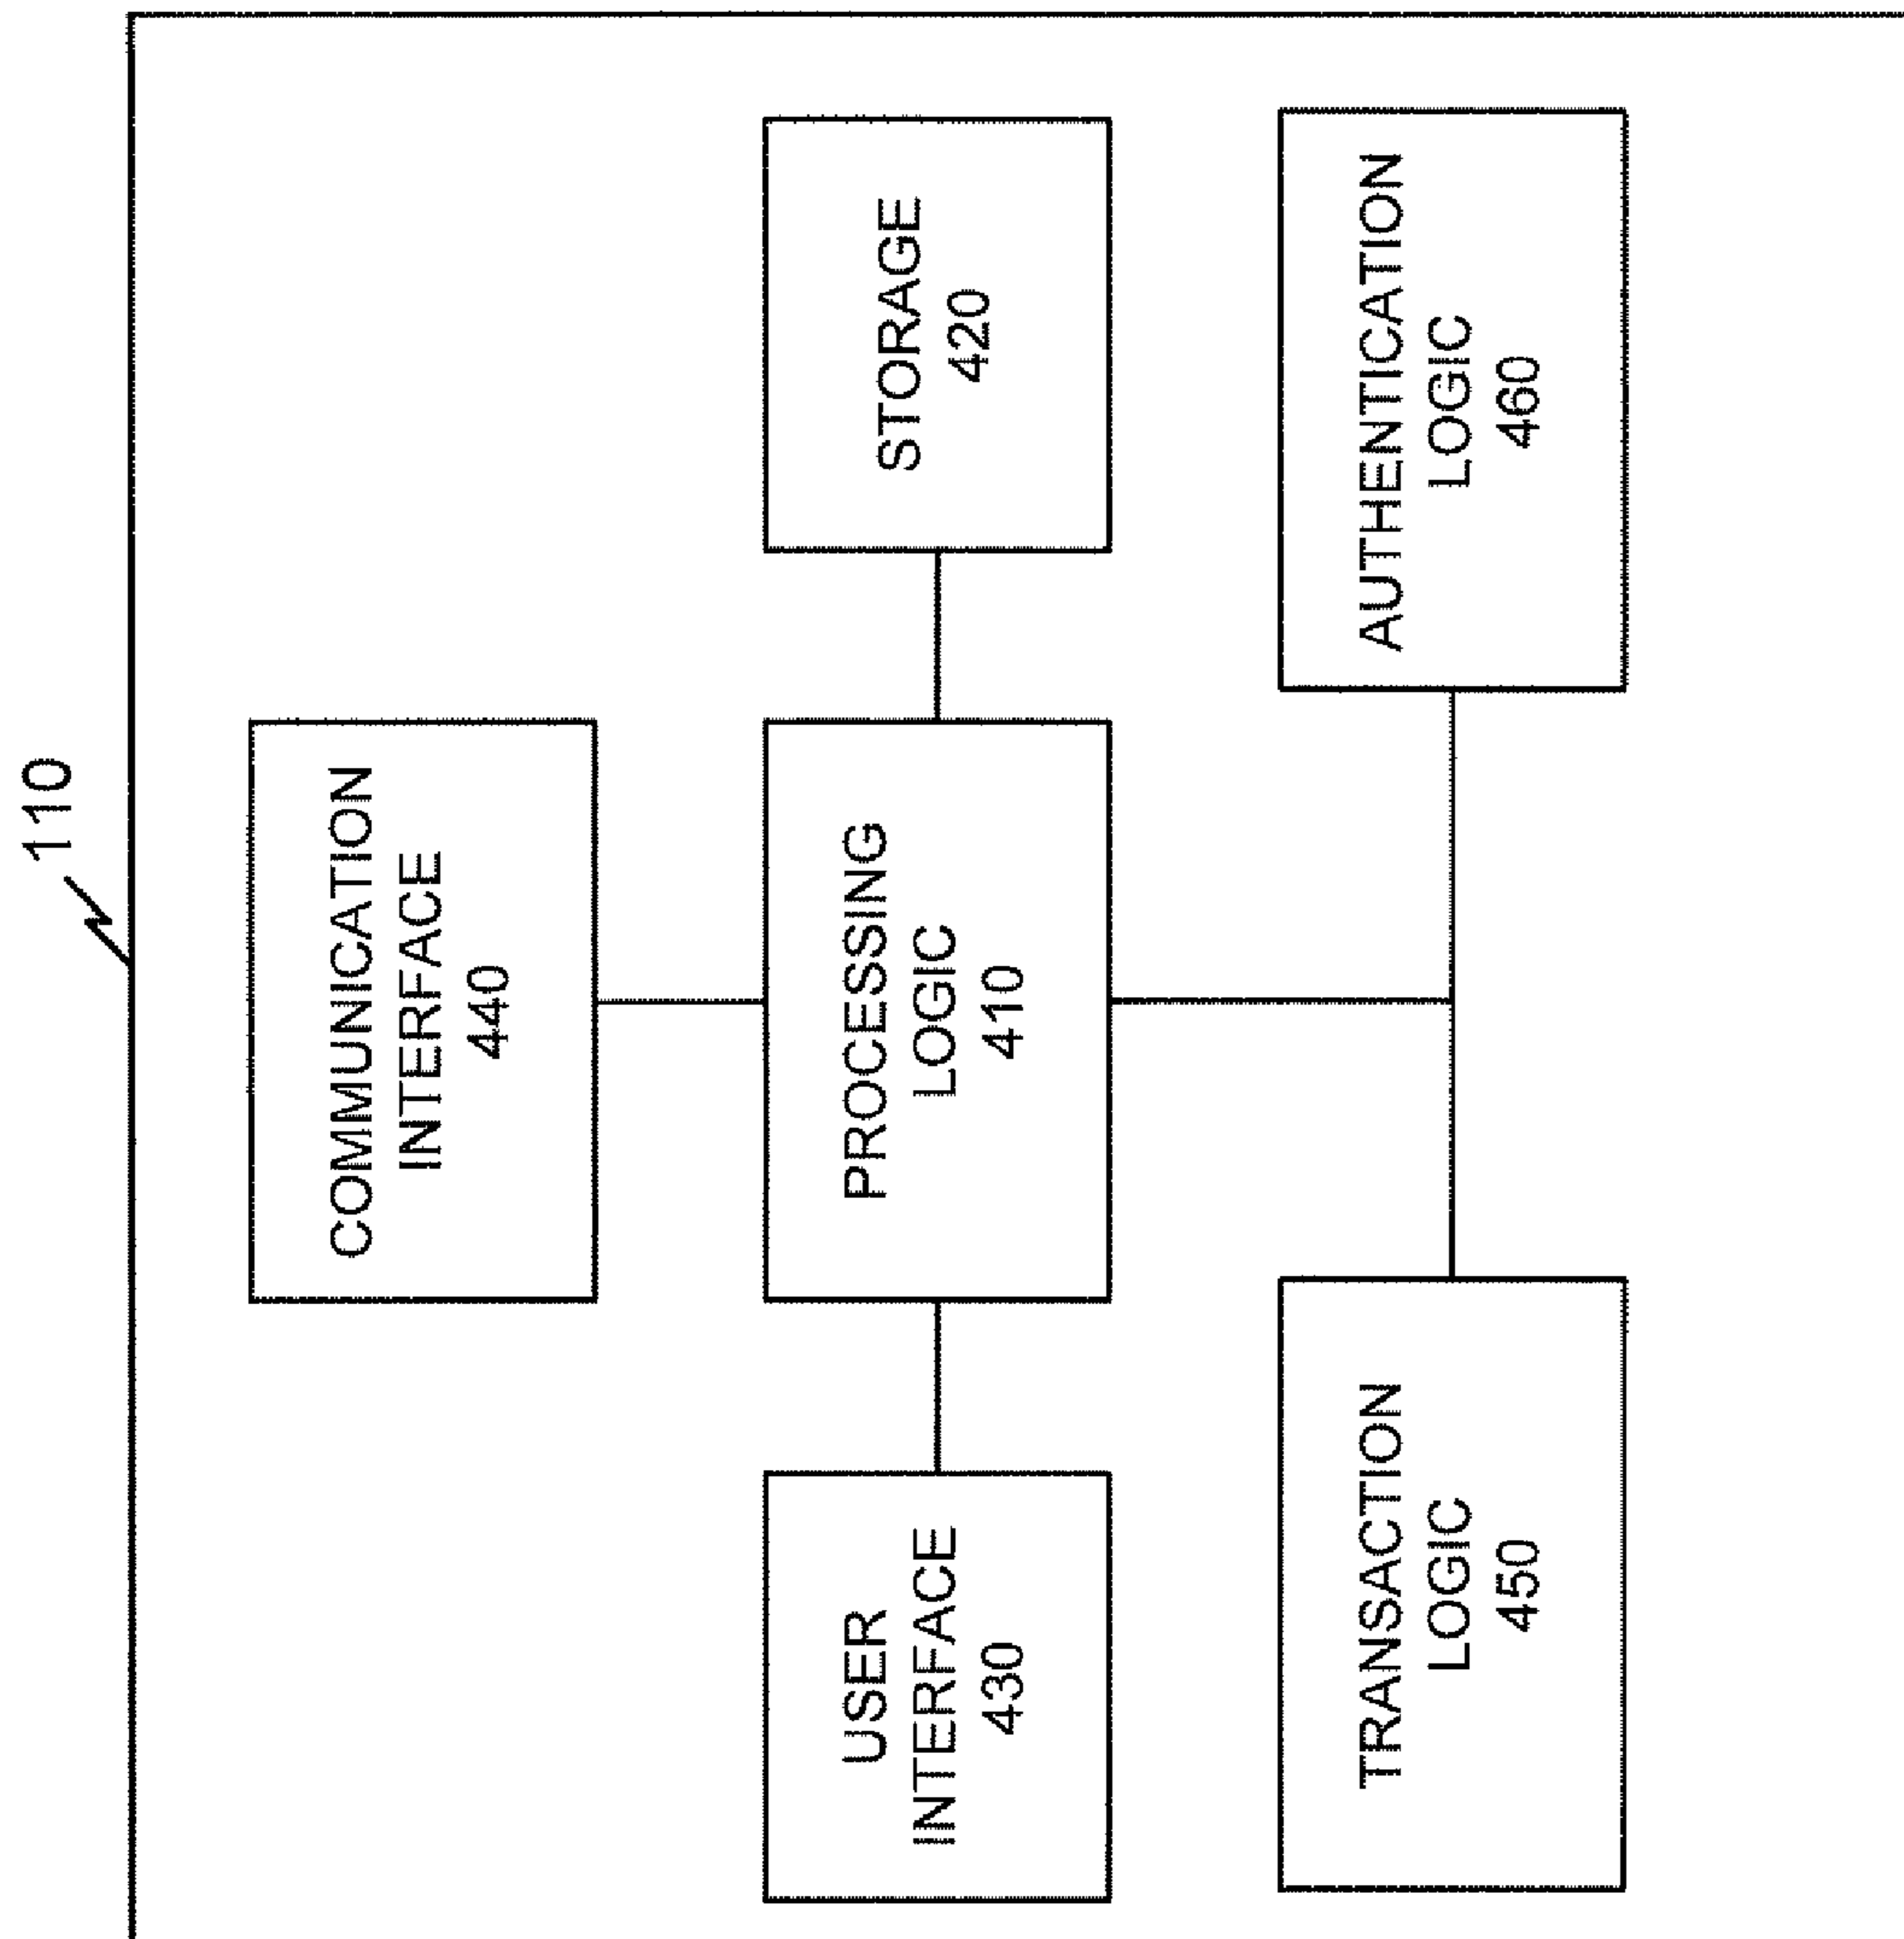 110
COMMUNICATION
INTERFACE
440
USER
INTERFACE
430
PROCESSING
LOGIC
410
STORAGE
420
TRANSACTION
LOGIC
450
AUTHENTICATION
LOGIC
460